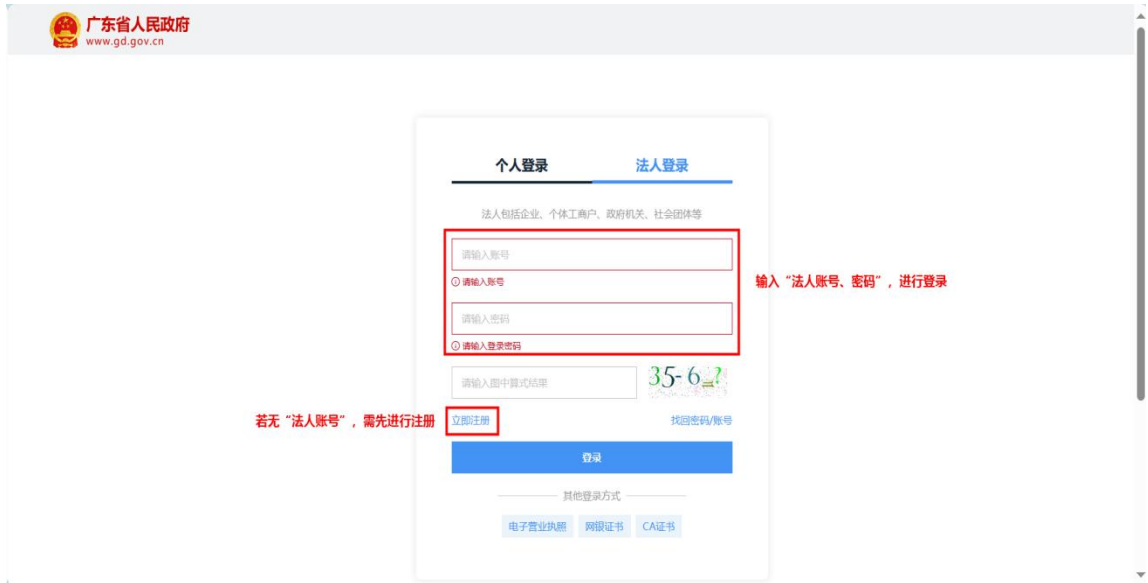 广东省人民政府
www.gd.gov.cn
个人登录
法人登录
法人包括企业、个体工商户、政府机关、社会团体等
请输入账号
请输入账号
输入“法人账号、密码”，进行登录
请输入密码
请输入登录密码
请输入图中算式结果
35-6=?
若无“法人账号”，需先进行注册
立即注册
找回密码/账号
登录
其他登录方式
电子营业执照
网银证书
CA证书